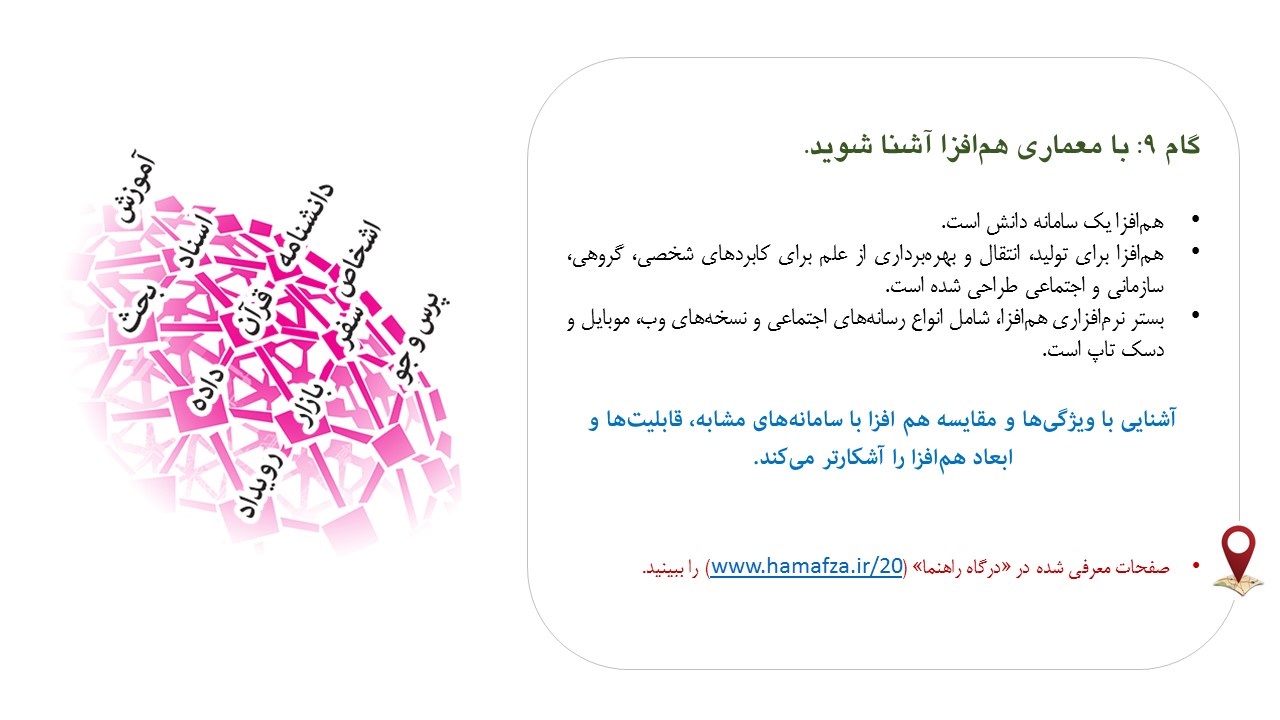 گام ۹: با معماری هم‌افزا آشنا شوید.
• هم‌افزا یک سامانه دانش است.
• هم‌افزا برای تولید، انتقال و بهره‌برداری از علم برای کابردهای شخصی، گروهی،
سازمانی و اجتماعی طراحی شده است.
• بستر نرم‌افزاری هم‌افزا، شامل انواع رسانه‌های اجتماعی و نسخه‌های وب، موبایل و
دسک تاپ است.
آشنایی با ویژگی‌ها و مقایسه هم افزا با سامانه‌های مشابه، قابلیت‌ها و
ابعاد هم‌افزا را آشکارتر می‌کند.
• صفحات معرفی شده در «درگاه راهنما» (www.hamafza.ir/20) را ببینید.
آموزش
اسناد
دانشنامه
اشخاص
بحث
قرآن
سفر
پرس و جو
داده
بازار
رویداد